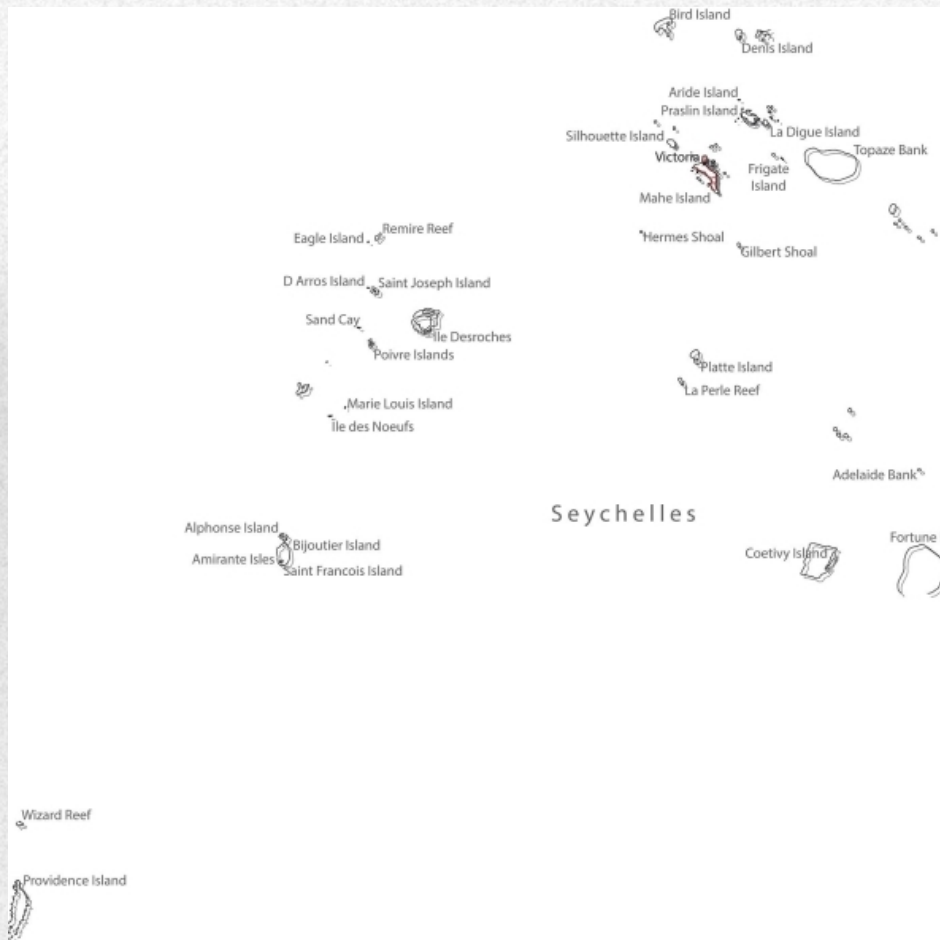 Bird Island
Denis Island
Aride Island
Praslin Island
La Digue Island
Silhouette Island
Topaze Bank
Victoria
Frigate
Island
Mahe Island
Remire Reef
Eagle Island
Hermes Shoal
Gilbert Shoal
D Arros Island
Saint Joseph Island
Sand Cay
Ile Desroches
Poivre Islands
Platte Island
La Perle Reef
Marie Louis Island
Île des Noeufs
Adelaide Bank
Seychelles
Alphonse Island
Bijoutier Island
Fortune
Coetivy Island
Amirante Isles
Saint Francois Island
Wizard Reef
Providence Island